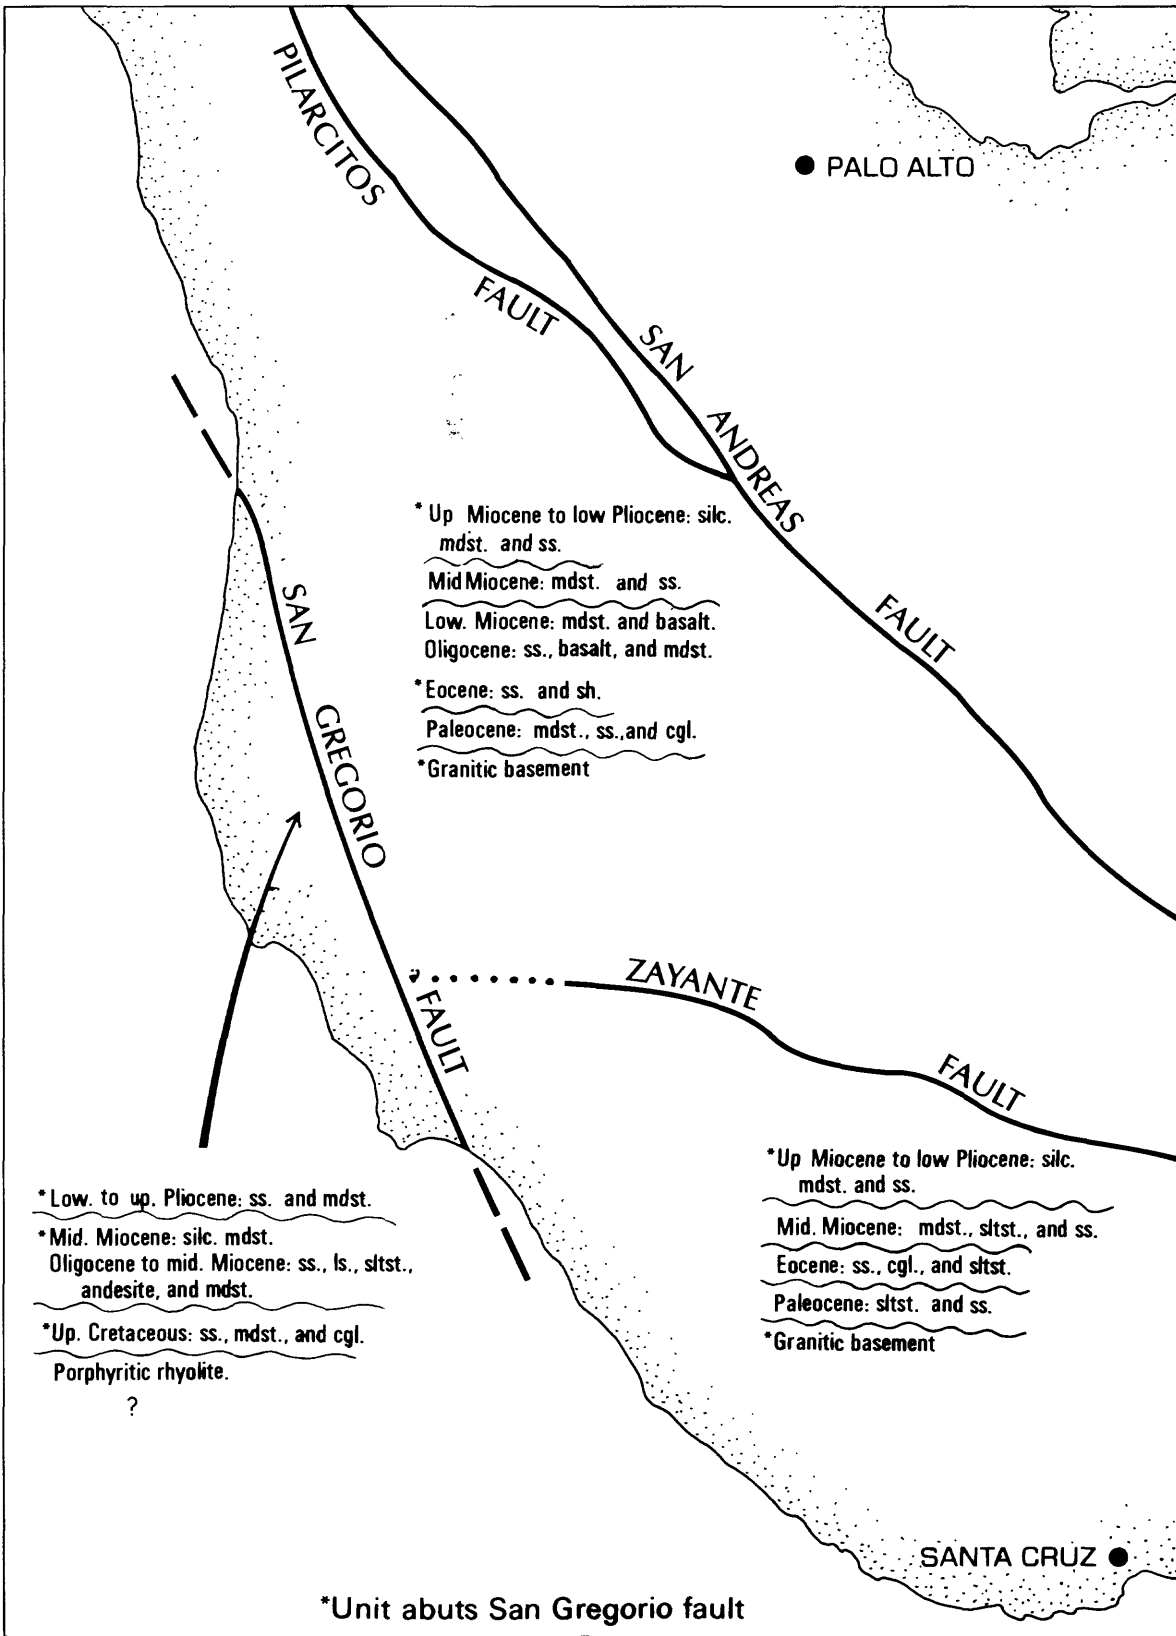 PILARCITOS
FAULT
PALO ALTO
SAN
ANDREAS
FAULT
*Up Miocene to low Pliocene: silc.
mdst. and ss.
Mid Miocene: mdst. and ss.
Low. Miocene: mdst. and basalt.
Oligocene: ss., basalt, and mdst.
*Eocene: ss. and sh.
Paleocene: mdst., ss.,and cgl.
*Granitic basement
SAN
GREGORIO
FAULT
ZAYANTE
FAULT
*Low. to up. Pliocene: ss. and mdst.
*Mid. Miocene: silc. mdst.
Oligocene to mid. Miocene: ss., ls., sltst.,
andesite, and mdst.
*Up. Cretaceous: ss., mdst., and cgl.
Porphyritic rhyolite.
?
*Up Miocene to low Pliocene: silc.
mdst. and ss.
Mid. Miocene: mdst., sltst., and ss.
Eocene: ss., cgl., and sltst.
Paleocene: sltst. and ss.
*Granitic basement
SANTA CRUZ
*Unit abuts San Gregorio fault